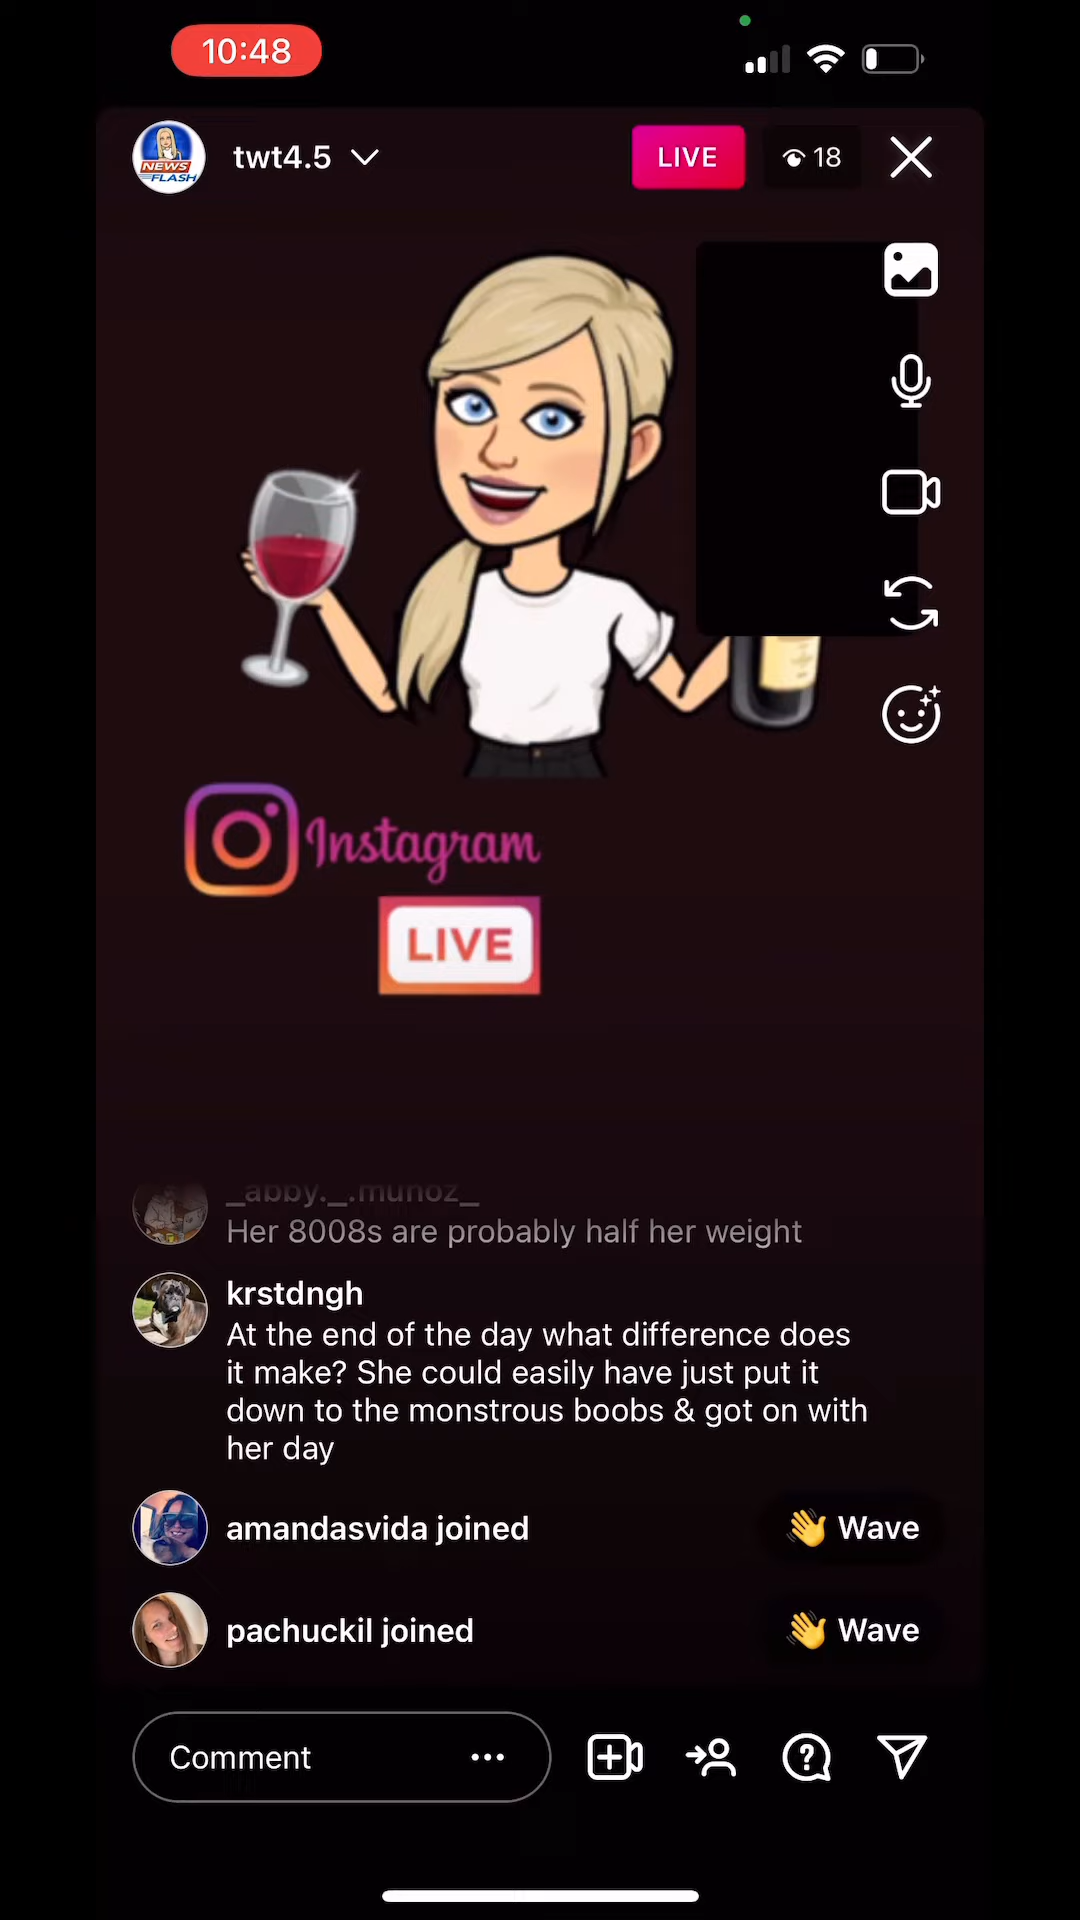 10:48
NEWS
FLASH
twt4.5
LIVE
18
Instagram
LIVE
_abby._.munoz_
Her 8008s are probably half her weight
krstdngh
At the end of the day what difference does
it make? She could easily have just put it
down to the monstrous boobs & got on with
her day
amandasvida joined
👋 Wave
pachuckil joined
👋 Wave
Comment